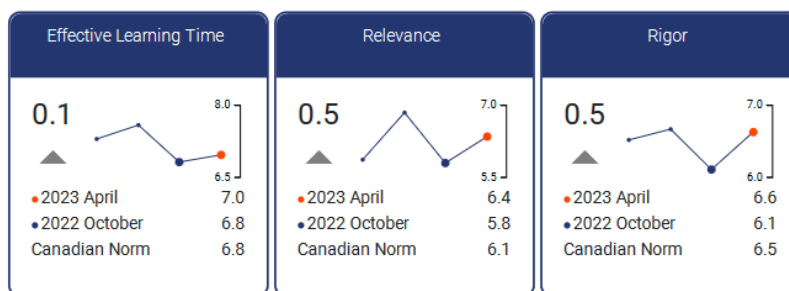 Effective Learning Time
0.1
8.0
6.5
2023 April 7.0
2022 October 6.8
Canadian Norm 6.8
Relevance
0.5
7.0
5.5
2023 April 6.4
2022 October 5.8
Canadian Norm 6.1
Rigor
0.5
7.0
6.0
2023 April 6.6
2022 October 6.1
Canadian Norm 6.5